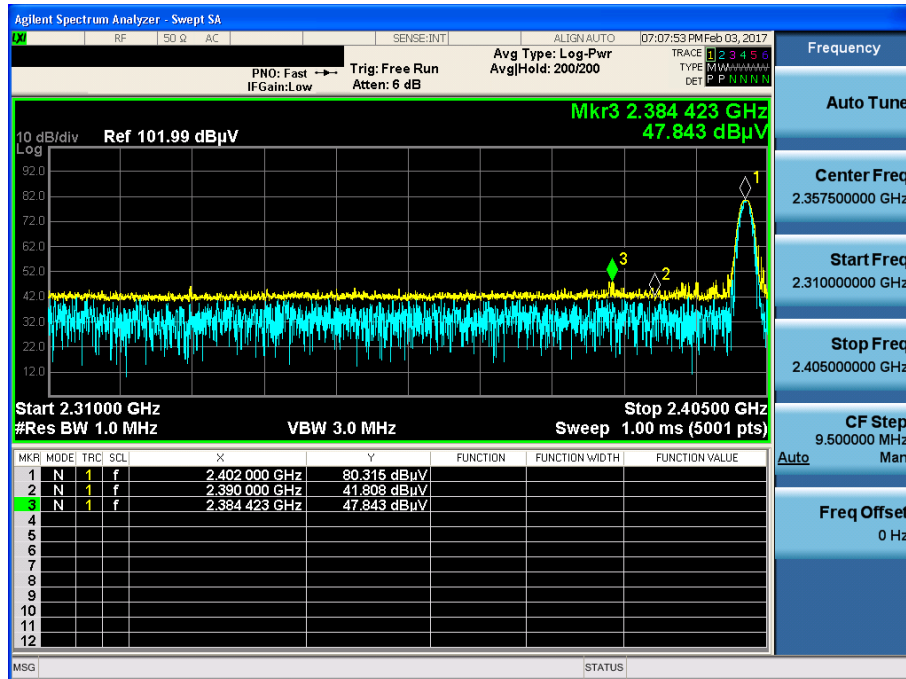 Agilent Spectrum Analyzer - Swept SA
LXI RF 50 Ω AC SENSE:INT ALIGN AUTO 07:07:53 PM Feb 03, 2017
Frequency
PNO: Fast
IFGain:Low
Trig: Free Run
Atten: 6 dB
Avg Type: Log-Pwr
Avg|Hold: 200/200
TRACE 1 2 3 4 5 6
TYPE M W
DET P P N N N N
Auto Tune
Mkr3 2.384 423 GHz
47.843 dBµV
10 dB/div Ref 101.99 dBµV
Log
92.0
82.0
72.0
62.0
52.0
42.0
32.0
22.0
12.0
1
2
3
Start 2.31000 GHz Stop 2.40500 GHz
#Res BW 1.0 MHz VBW 3.0 MHz Sweep 1.00 ms (5001 pts)
Center Freq
2.357500000 GHz
Start Freq
2.310000000 GHz
Stop Freq
2.405000000 GHz
CF Step
9.500000 MHz
Auto Man
Freq Offset
0 Hz
MKR MODE TRC SCL X Y FUNCTION FUNCTION WIDTH FUNCTION VALUE
1 N 1 f 2.402 000 GHz 80.315 dBµV
2 N 1 f 2.390 000 GHz 41.808 dBµV
3 N 1 f 2.384 423 GHz 47.843 dBµV
4
5
6
7
8
9
10
11
12
MSG STATUS